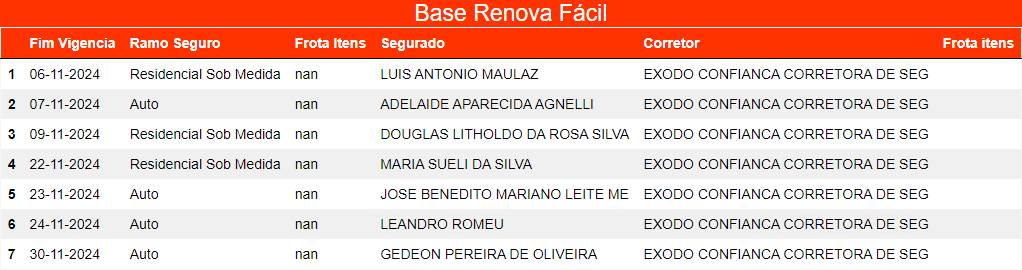 Base Renova Fácil
Fim Vigencia Ramo Seguro Frota Itens Segurado Corretor Frota itens
1 06-11-2024 Residencial Sob Medida nan LUIS ANTONIO MAULAZ EXODO CONFIANCA CORRETORA DE SEG
2 07-11-2024 Auto nan ADELAIDE APARECIDA AGNELLI EXODO CONFIANCA CORRETORA DE SEG
3 09-11-2024 Residencial Sob Medida nan DOUGLAS LITHOLDO DA ROSA SILVA EXODO CONFIANCA CORRETORA DE SEG
4 22-11-2024 Residencial Sob Medida nan MARIA SUELI DA SILVA EXODO CONFIANCA CORRETORA DE SEG
5 23-11-2024 Auto nan JOSE BENEDITO MARIANO LEITE ME EXODO CONFIANCA CORRETORA DE SEG
6 24-11-2024 Auto nan LEANDRO ROMEU EXODO CONFIANCA CORRETORA DE SEG
7 30-11-2024 Auto nan GEDEON PEREIRA DE OLIVEIRA EXODO CONFIANCA CORRETORA DE SEG